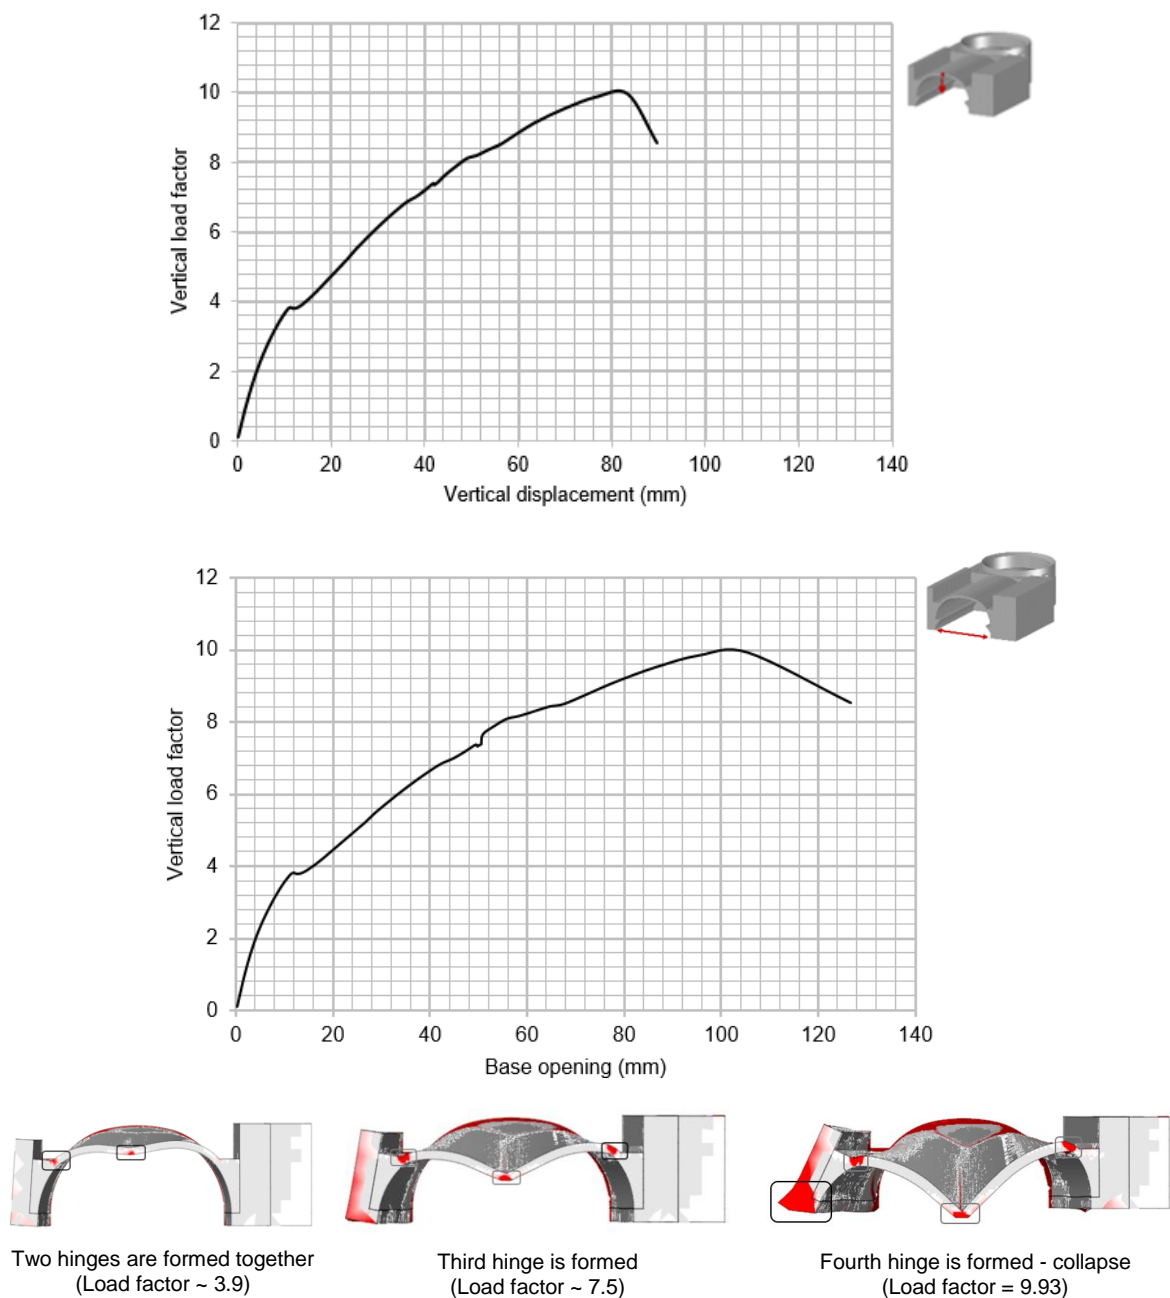 12
10
8
6
4
2
0
Vertical load factor
0 20 40 60 80 100 120 140
Vertical displacement (mm)
12
10
8
6
4
2
0
Vertical load factor
0 20 40 60 80 100 120 140
Base opening (mm)
Two hinges are formed together
(Load factor ~ 3.9)
Third hinge is formed
(Load factor ~ 7.5)
Fourth hinge is formed - collapse
(Load factor = 9.93)